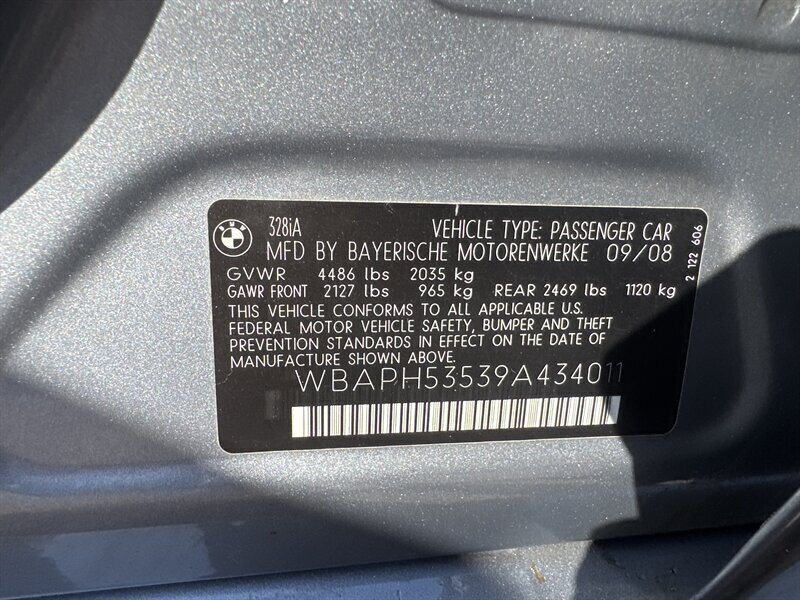 BMW
328iA VEHICLE TYPE: PASSENGER CAR
MFD BY BAYERISCHE MOTORENWERKE 09/08
GVWR 4486 lbs 2035 kg
GAWR FRONT 2127 lbs 965 kg REAR 2469 lbs 1120 kg
THIS VEHICLE CONFORMS TO ALL APPLICABLE U.S.
FEDERAL MOTOR VEHICLE SAFETY, BUMPER AND THEFT
PREVENTION STANDARDS IN EFFECT ON THE DATE OF
MANUFACTURE SHOWN ABOVE.
WBAPH53539A434011
2 122 606